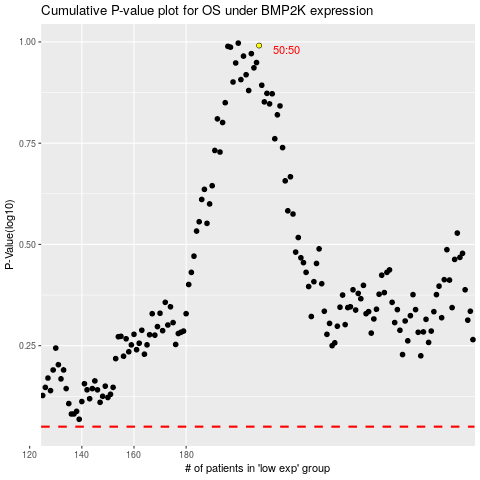 Cumulative P-value plot for OS under BMP2K expression
1.00
50:50
0.75
P-Value(log10)
0.50
0.25
120 140 160 180
# of patients in 'low exp' group